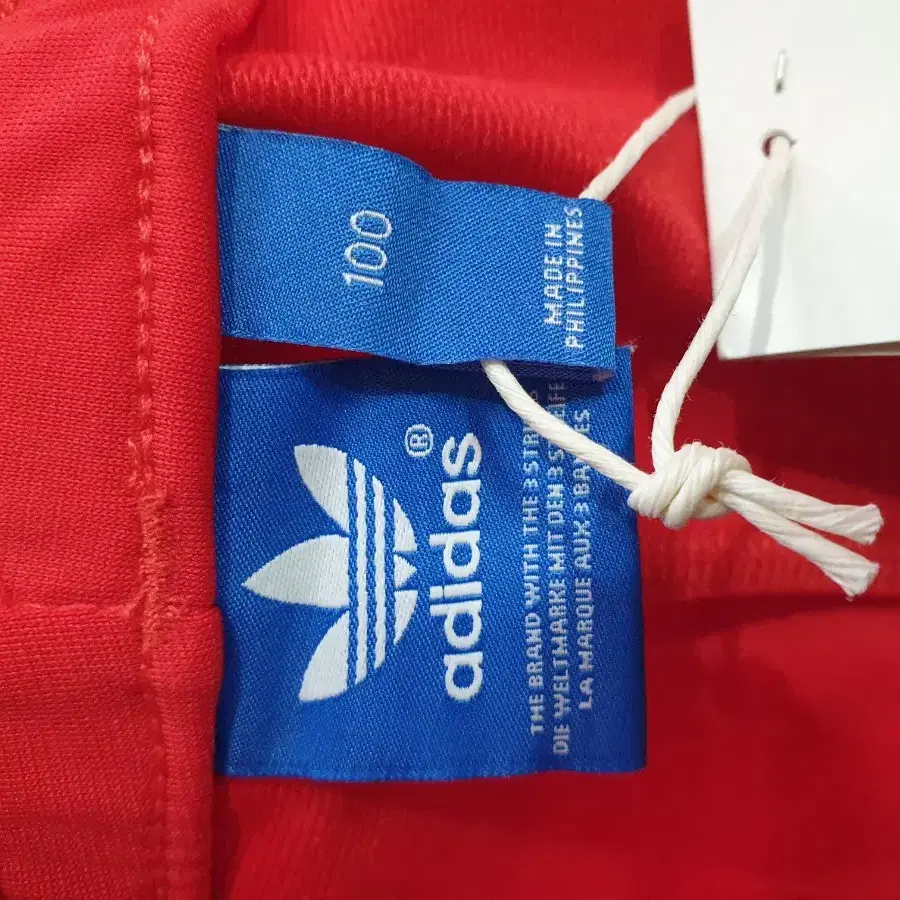 100
MADE IN
PHILIPPINES
adidas®
THE BRAND WITH THE 3 STRIPES
DIE WELTMARKE MIT DEN 3 STREIFEN
LA MARQUE AUX 3 BANDES